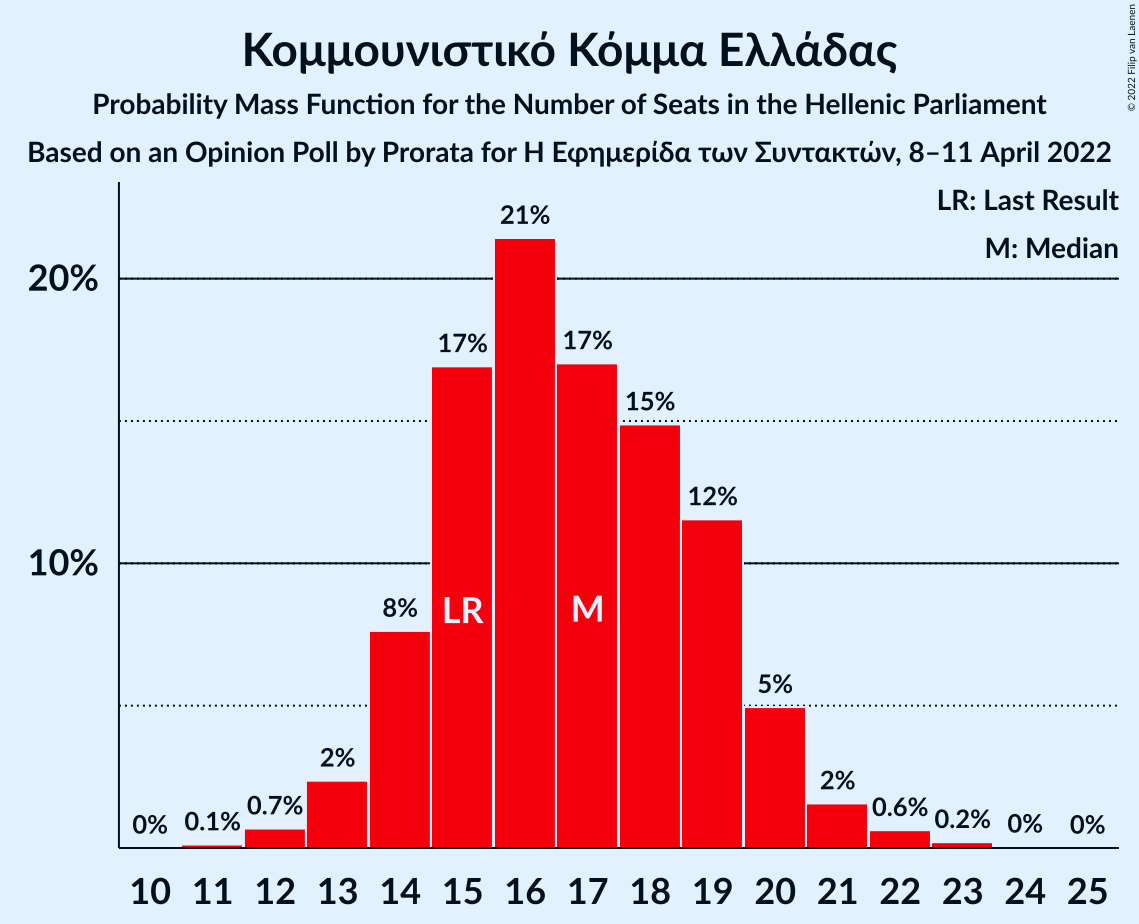 Κομμουνιστικό Κόμμα Ελλάδας
Probability Mass Function for the Number of Seats in the Hellenic Parliament
Based on an Opinion Poll by Prorata for Η Εφημερίδα των Συντακτών, 8–11 April 2022
© 2022 Filip van Laenen
LR: Last Result
M: Median
20%
10%
0%
0.1%
0.7%
2%
8%
17%
21%
17%
15%
12%
5%
2%
0.6%
0.2%
0%
0%
LR
M
10 11 12 13 14 15 16 17 18 19 20 21 22 23 24 25